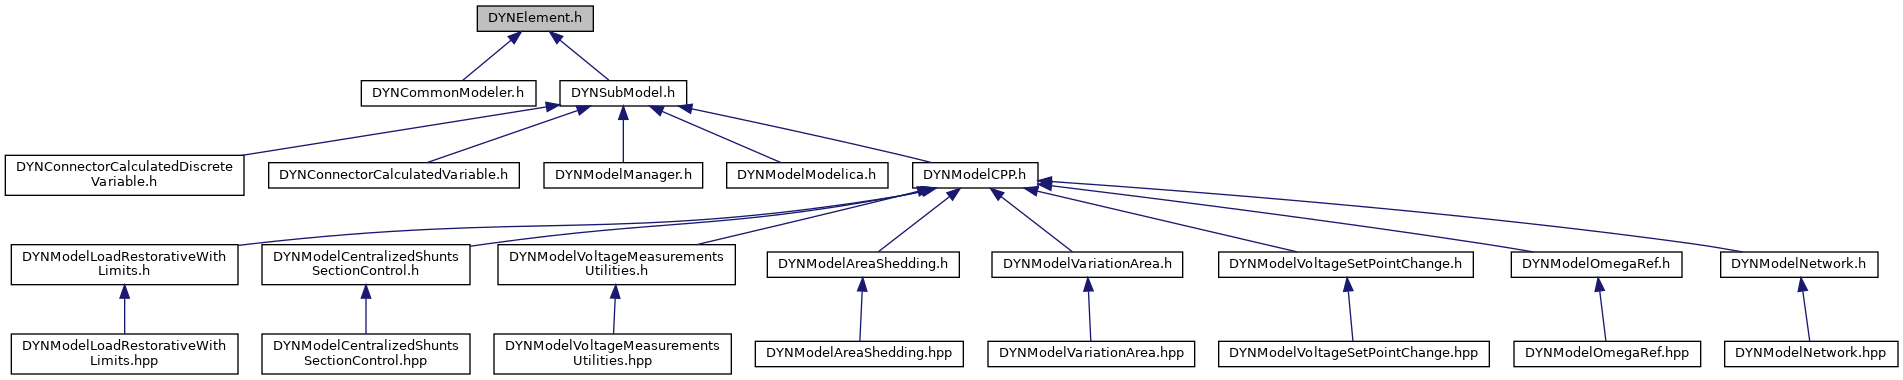 DYNElement.h
DYNCommonModeler.h
DYNSubModel.h
DYNConnectorCalculatedDiscrete
Variable.h
DYNConnectorCalculatedVariable.h
DYNModelManager.h
DYNModelModelica.h
DYNModelCPP.h
DYNModelLoadRestorativeWith
Limits.h
DYNModelCentralizedShunts
SectionControl.h
DYNModelVoltageMeasurements
Utilities.h
DYNModelAreaShedding.h
DYNModelVariationArea.h
DYNModelVoltageSetPointChange.h
DYNModelOmegaRef.h
DYNModelNetwork.h
DYNModelLoadRestorativeWith
Limits.hpp
DYNModelCentralizedShunts
SectionControl.hpp
DYNModelVoltageMeasurements
Utilities.hpp
DYNModelAreaShedding.hpp
DYNModelVariationArea.hpp
DYNModelVoltageSetPointChange.hpp
DYNModelOmegaRef.hpp
DYNModelNetwork.hpp